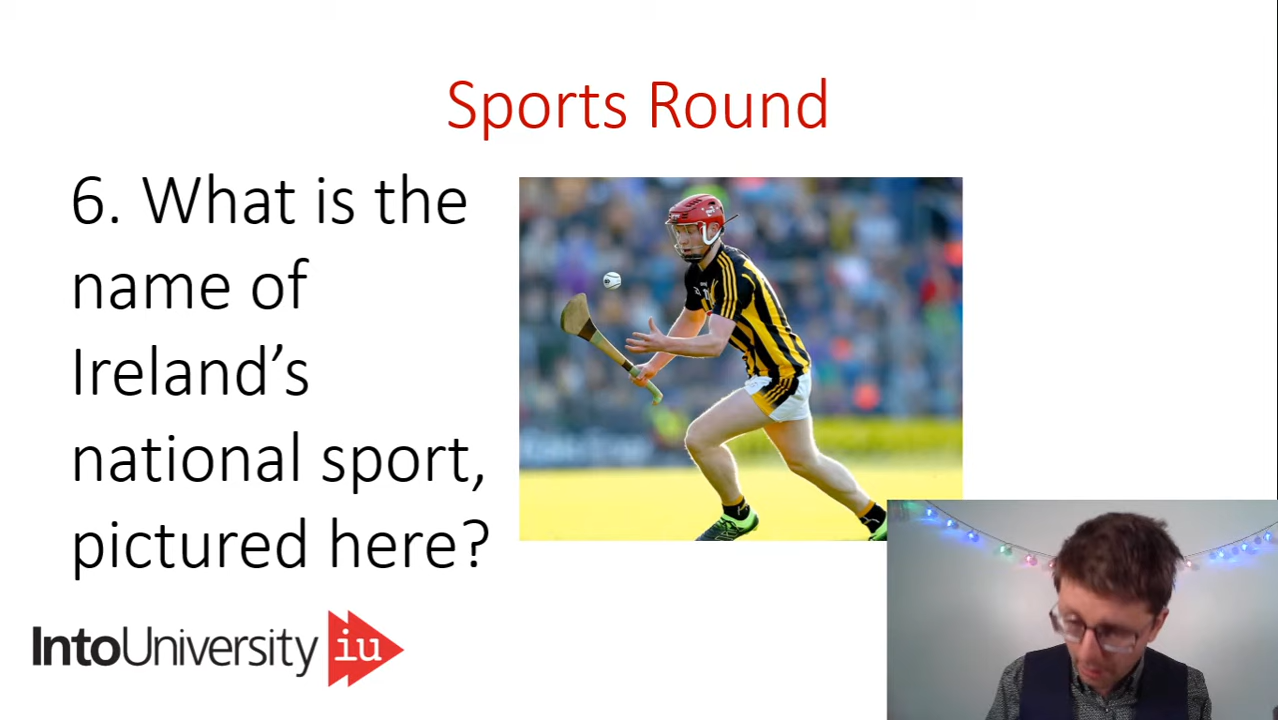 Sports Round
6. What is the
name of
Ireland’s
national sport,
pictured here?
IntoUniversity iu